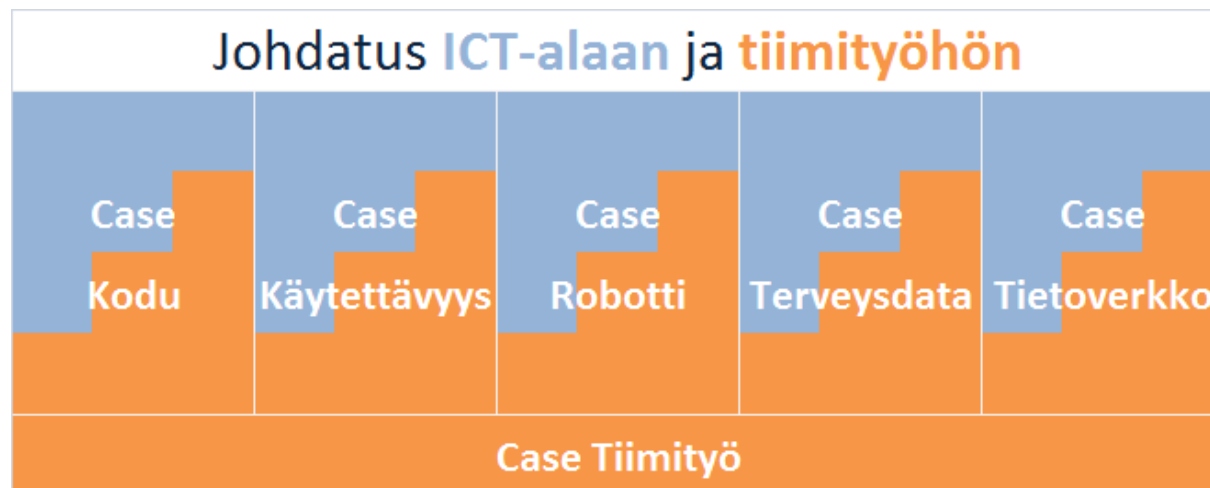 Johdatus ICT-alaan ja tiimityöhön
Case
Kodu
Case
Käytettävyys
Case
Robotti
Case
Terveysdata
Case
Tietoverkko
Case Tiimityö